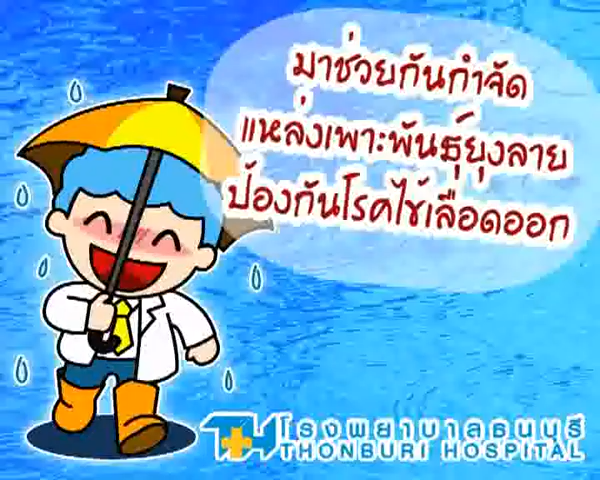 มาช่วยกันกำจัด
แหล่งเพาะพันธุ์ยุงลาย
ป้องกันโรคไข้เลือดออก
TH โรงพยาบาลธนบุรี
THONBURI HOSPITAL